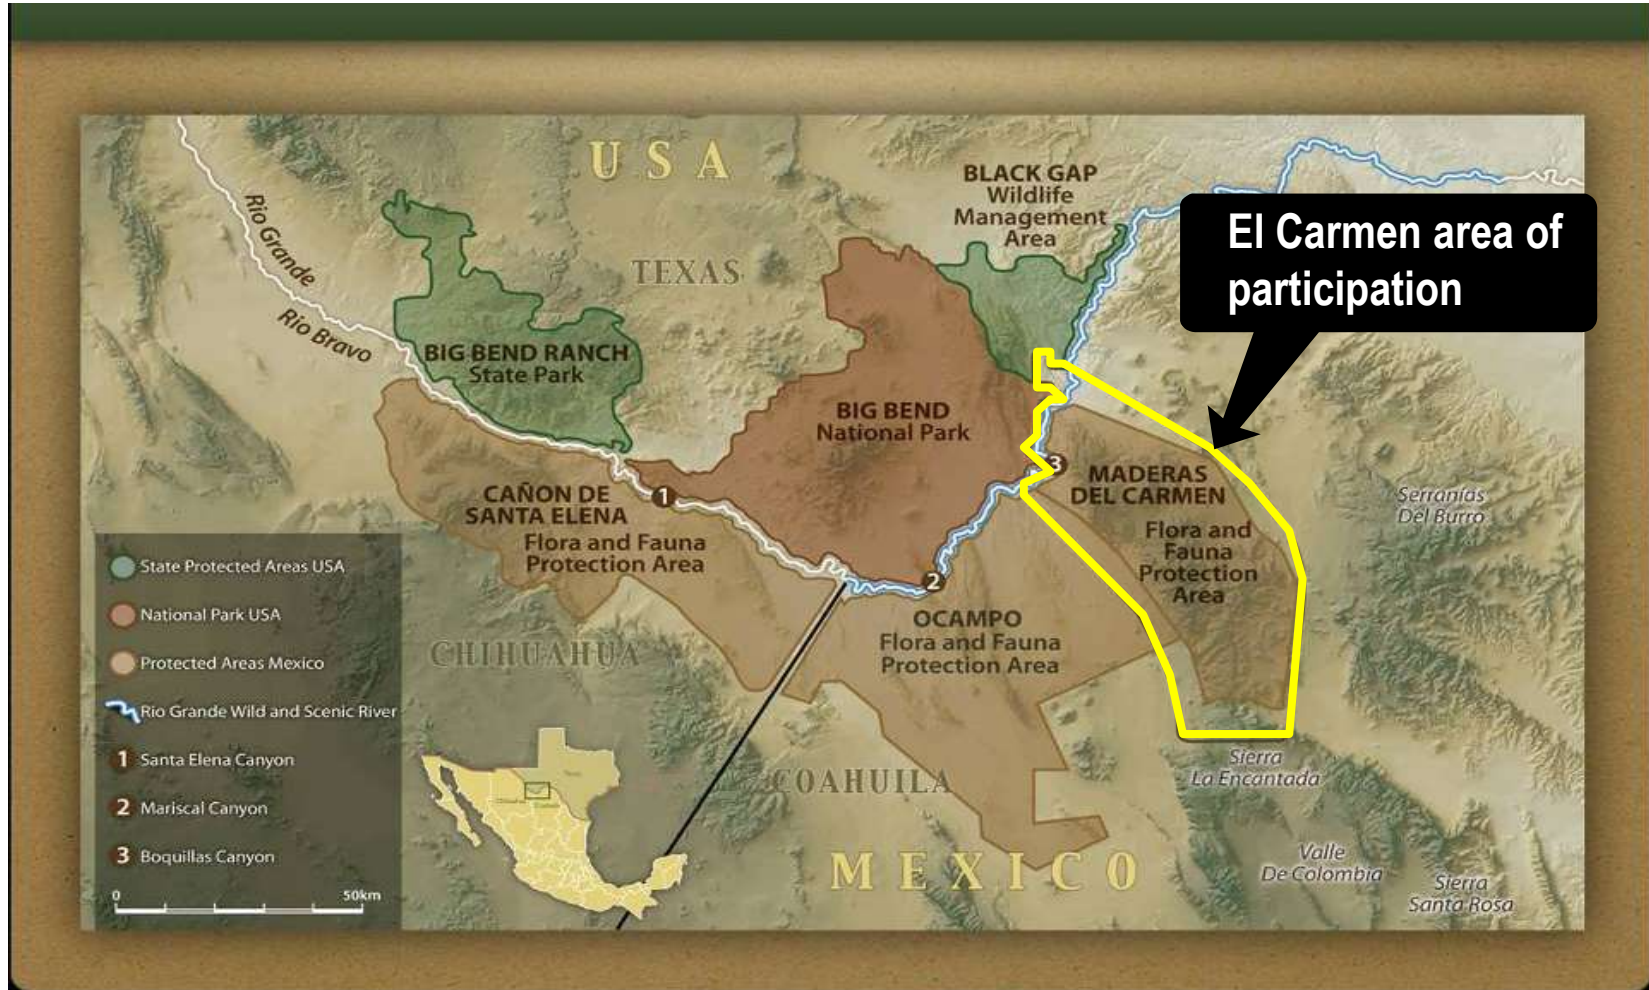 USA
BLACK GAP
Wildlife
Management
Area
El Carmen area of
participation
Rio Grande
Rio Bravo
TEXAS
BIG BEND RANCH
State Park
BIG BEND
National Park
3
MADERAS
DEL CARMEN
Flora and
Fauna
Protection
Area
1
CAÑON DE
SANTA ELENA
Flora and Fauna
Protection Area
Serranías
Del Burro
2
OCAMPO
Flora and Fauna
Protection Area
CHIHUAHUA
COAHUILA
Sierra
La Encantada
MEXICO
Valle
De Colombia
Sierra
Santa Rosa
State Protected Areas USA
National Park USA
Protected Areas Mexico
Rio Grande Wild and Scenic River
1 Santa Elena Canyon
2 Mariscal Canyon
3 Boquillas Canyon
0 50km